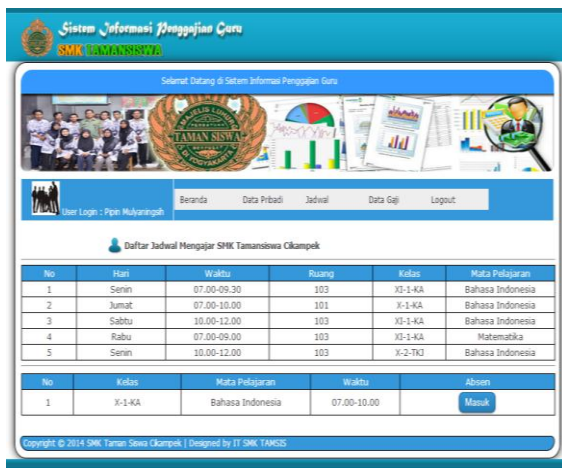 Sistem Informasi Penggajian Guru
SMK TAMANSISWA
Selamat Datang di Sistem Informasi Penggajian Guru
MAJELIS LUHUR
PERSATUAN
TAMAN SISWA
D. YOGYAKARTA
User Login : Pipin Mulyaningsih
Beranda Data Pribadi Jadwal Data Gaji Logout
Daftar Jadwal Mengajar SMK Tamansiswa Cikampek
No Hari Waktu Ruang Kelas Mata Pelajaran
1 Senin 07.00-09.30 103 XI-1-KA Bahasa Indonesia
2 Jumat 07.00-10.00 101 X-1-KA Bahasa Indonesia
3 Sabtu 10.00-12.00 103 XI-1-KA Bahasa Indonesia
4 Rabu 07.00-09.00 103 XI-1-KA Matematika
5 Senin 10.00-12.00 103 X-2-TKJ Bahasa Indonesia
No Kelas Mata Pelajaran Waktu Absen
1 X-1-KA Bahasa Indonesia 07.00-10.00 Masuk
Copyright © 2014 SMK Taman Siswa Cikampek | Designed by IT SMK TAMSIS